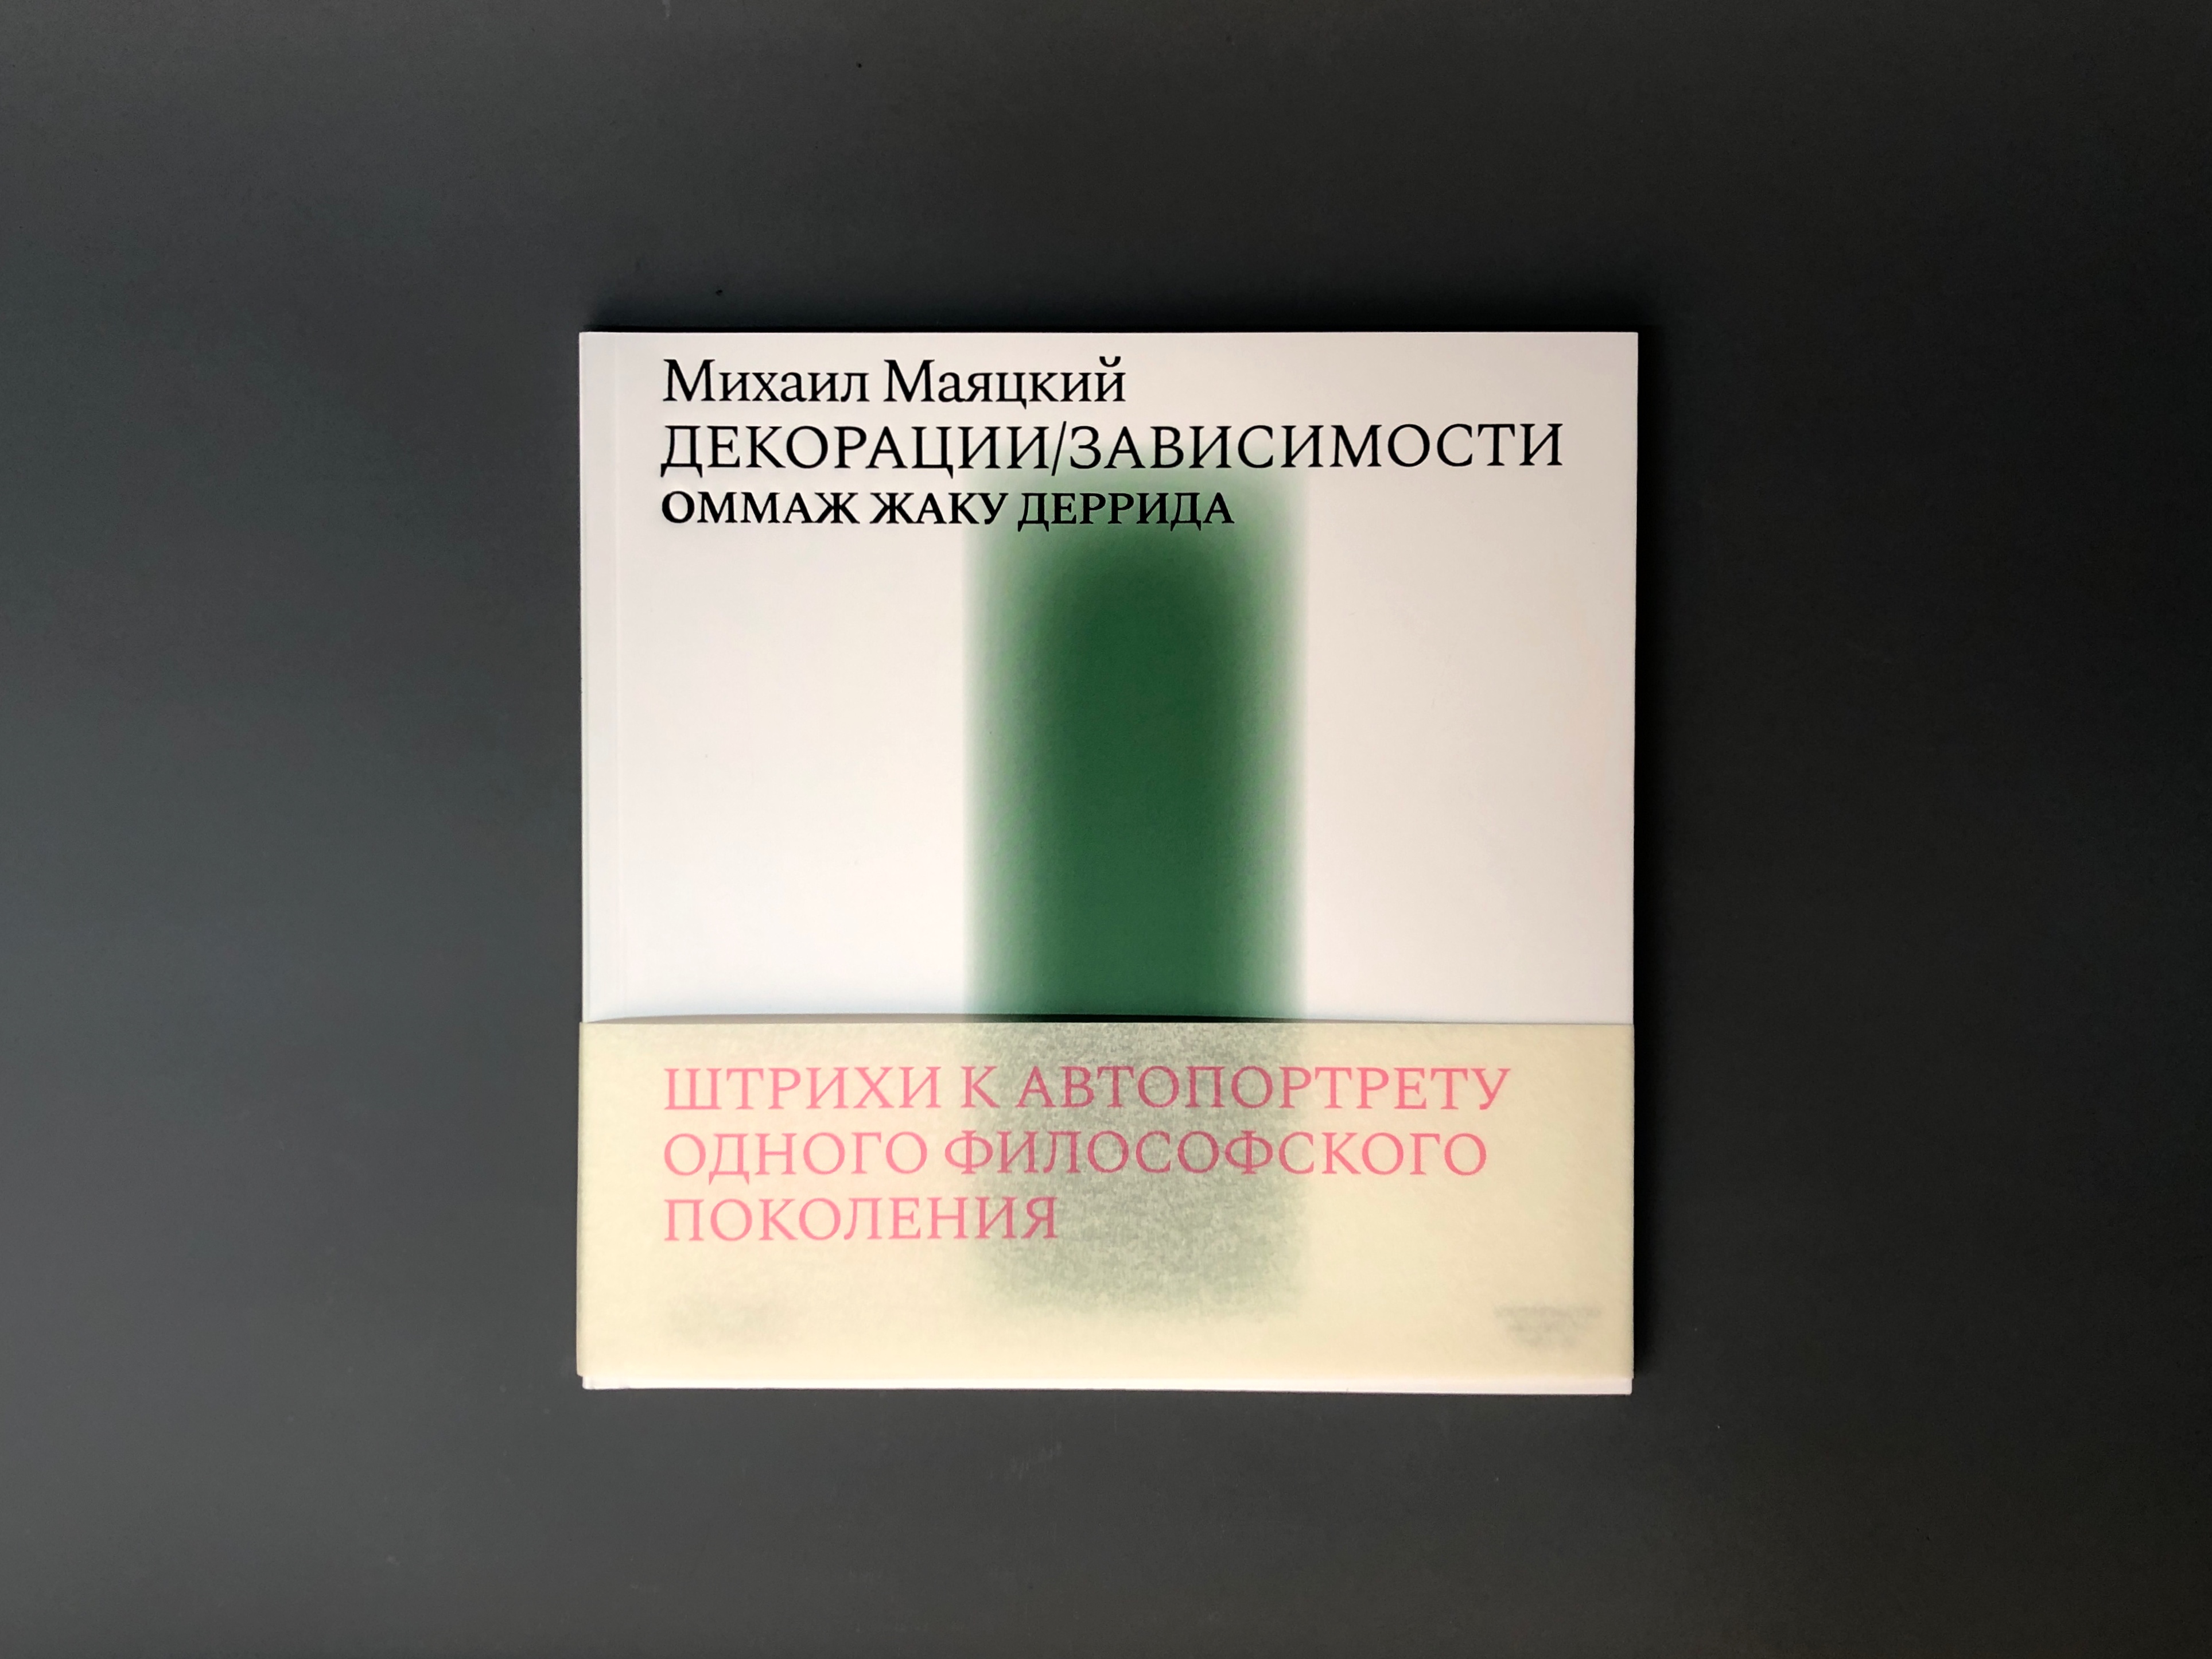 Михаил Маяцкий
ДЕКОРАЦИИ/ЗАВИСИМОСТИ
ОММАЖ ЖАКУ ДЕРРИДА
ШТРИХИ К АВТОПОРТРЕТУ
ОДНОГО ФИЛОСОФСКОГО
ПОКОЛЕНИЯ